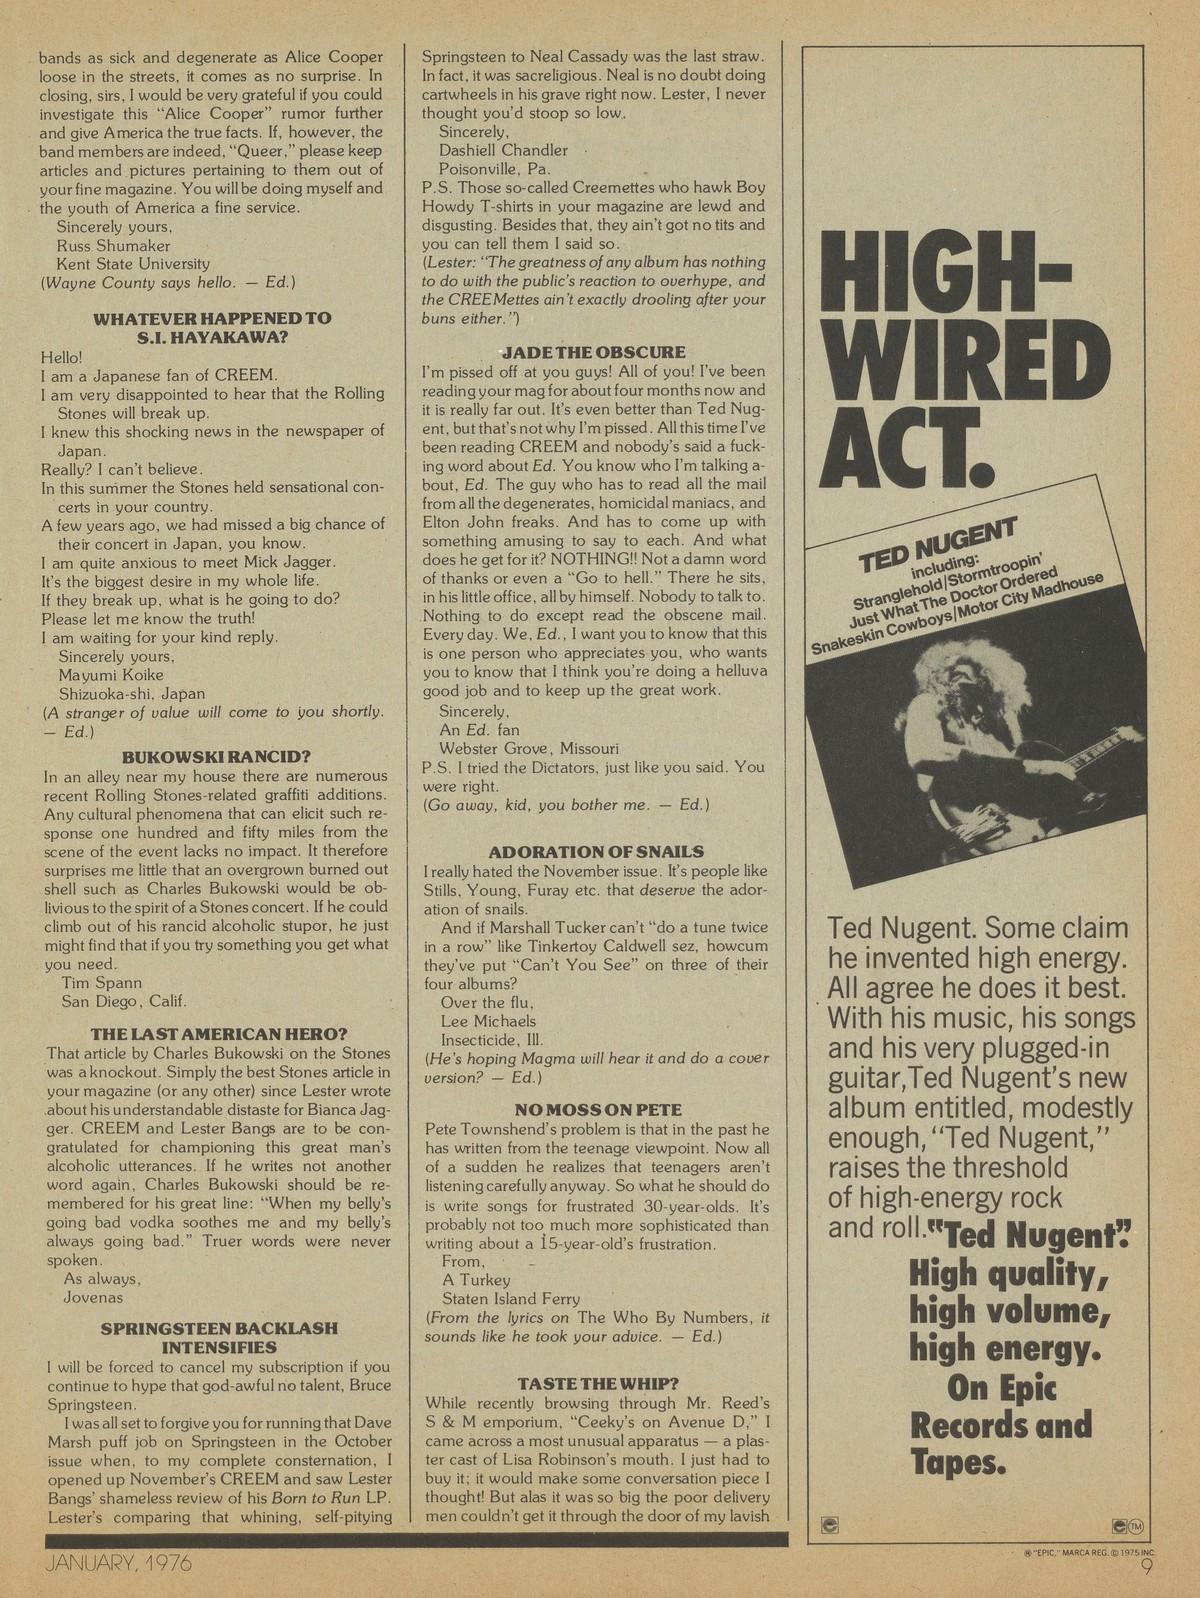 bands as sick and degenerate as Alice Cooper
loose in the streets, it comes as no surprise. In
closing, sirs, I would be very grateful if you could
investigate this “Alice Cooper” rumor further
and give America the true facts. If, however, the
band members are indeed, “Queer,” please keep
articles and pictures pertaining to them out of
your fine magazine. You will be doing myself and
the youth of America a fine service.
Sincerely yours,
Russ Shumaker
Kent State University
(Wayne County says hello. — Ed.)
WHATEVER HAPPENED TO
S.I. HAYAKAWA?
Hello!
I am a Japanese fan of CREEM.
I am very disappointed to hear that the Rolling
Stones will break up.
I knew this shocking news in the newspaper of
Japan.
Really? I can't believe.
In this summer the Stones held sensational con-
certs in your country.
A few years ago, we had missed a big chance of
their concert in Japan, you know.
I am quite anxious to meet Mick Jagger.
It's the biggest desire in my whole life.
If they break up, what is he going to do?
Please let me know the truth!
I am waiting for your kind reply.
Sincerely yours,
Mayumi Koike
Shizuoka-shi, Japan
(A stranger of value will come to you shortly.
— Ed.)
BUKOWSKI RANCID?
In an alley near my house there are numerous
recent Rolling Stones-related graffiti additions.
Any cultural phenomena that can elicit such re-
sponse one hundred and fifty miles from the
scene of the event lacks no impact. It therefore
surprises me little that an overgrown burned out
shell such as Charles Bukowski would be ob-
livious to the spirit of a Stones concert. If he could
climb out of his rancid alcoholic stupor, he just
might find that if you try something you get what
you need.
Tim Spann
San Diego, Calif.
THE LAST AMERICAN HERO?
That article by Charles Bukowski on the Stones
was a knockout. Simply the best Stones article in
your magazine (or any other) since Lester wrote
about his understandable distaste for Bianca Jag-
ger. CREEM and Lester Bangs are to be con-
gratulated for championing this great man's
alcoholic utterances. If he writes not another
word again, Charles Bukowski should be re-
membered for his great line: “When my belly's
going bad vodka soothes me and my belly's
always going bad.” Truer words were never
spoken.
As always,
Jovenas
SPRINGSTEEN BACKLASH
INTENSIFIES
I will be forced to cancel my subscription if you
continue to hype that god-awful no talent, Bruce
Springsteen.
I was all set to forgive you for running that Dave
Marsh puff job on Springsteen in the October
issue when, to my complete consternation, I
opened up November's CREEM and saw Lester
Bangs' shameless review of his Born to Run LP.
Lester's comparing that whining, self-pitying
Springsteen to Neal Cassady was the last straw.
In fact, it was sacreligious. Neal is no doubt doing
cartwheels in his grave right now. Lester, I never
thought you'd stoop so low.
Sincerely,
Dashiell Chandler
Poisonville, Pa.
P.S. Those so-called Creemettes who hawk Boy
Howdy T-shirts in your magazine are lewd and
disgusting. Besides that, they ain't got no tits and
you can tell them I said so.
(Lester: “The greatness of any album has nothing
to do with the public's reaction to overhype, and
the CREEMettes ain't exactly drooling after your
buns either.”)
JADE THE OBSCURE
I'm pissed off at you guys! All of you! I've been
reading your mag for about four months now and
it is really far out. It's even better than Ted Nug-
ent, but that's not why I'm pissed. All this time I've
been reading CREEM and nobody's said a fuck-
ing word about Ed. You know who I'm talking a-
bout, Ed. The guy who has to read all the mail
from all the degenerates, homicidal maniacs, and
Elton John freaks. And has to come up with
something amusing to say to each. And what
does he get for it? NOTHING!! Not a damn word
of thanks or even a “Go to hell.” There he sits,
in his little office, all by himself. Nobody to talk to.
Nothing to do except read the obscene mail.
Every day. We, Ed., I want you to know that this
is one person who appreciates you, who wants
you to know that I think you're doing a helluva
good job and to keep up the great work.
Sincerely,
An Ed. fan
Webster Grove, Missouri
P.S. I tried the Dictators, just like you said. You
were right.
(Go away, kid, you bother me. — Ed.)
ADORATION OF SNAILS
I really hated the November issue. It's people like
Stills, Young, Furay etc. that deserve the ador-
ation of snails.
And if Marshall Tucker can't “do a tune twice
in a row” like Tinkertoy Caldwell sez, howcum
they've put “Can't You See” on three of their
four albums?
Over the flu,
Lee Michaels
Insecticide, Ill.
(He's hoping Magma will hear it and do a cover
version? — Ed.)
NO MOSS ON PETE
Pete Townshend's problem is that in the past he
has written from the teenage viewpoint. Now all
of a sudden he realizes that teenagers aren't
listening carefully anyway. So what he should do
is write songs for frustrated 30-year-olds. It's
probably not too much more sophisticated than
writing about a 15-year-old's frustration.
From,
A Turkey
Staten Island Ferry
(From the lyrics on The Who By Numbers, it
sounds like he took your advice. — Ed.)
TASTE THE WHIP?
While recently browsing through Mr. Reed's
S & M emporium, “Ceeky's on Avenue D,” I
came across a most unusual apparatus — a plas-
ter cast of Lisa Robinson's mouth. I just had to
buy it; it would make some conversation piece I
thought! But alas it was so big the poor delivery
men couldn't get it through the door of my lavish
HIGH-
WIRED
ACT.
TED NUGENT
including:
Stranglehold/Stormtroopin'
Just What The Doctor Ordered
Snakeskin Cowboys/Motor City Madhouse
Ted Nugent. Some claim
he invented high energy.
All agree he does it best.
With his music, his songs
and his very plugged-in
guitar, Ted Nugent's new
album entitled, modestly
enough, “Ted Nugent,”
raises the threshold
of high-energy rock
and roll. “Ted Nugent”.
High quality,
high volume,
high energy.
On Epic
Records and
Tapes.
e
e TM
® “EPIC,” MARCA REG. © 1975 INC.
JANUARY, 1976
9